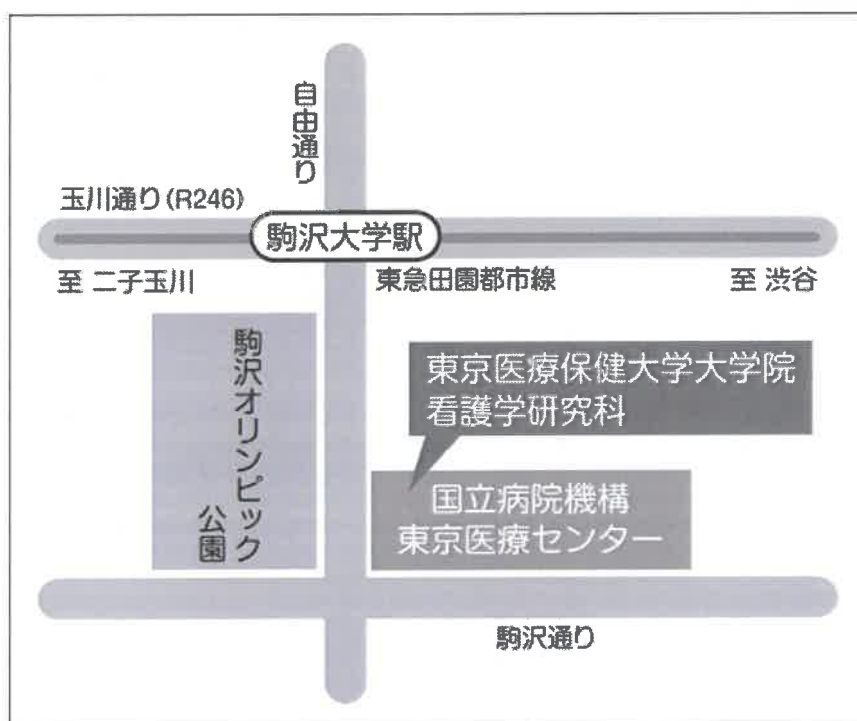 自由通り
玉川通り(R246)
駒沢大学駅
至 二子玉川
東急田園都市線
至 渋谷
駒沢オリンピック
公園
東京医療保健大学大学院
看護学研究科
国立病院機構
東京医療センター
駒沢通り